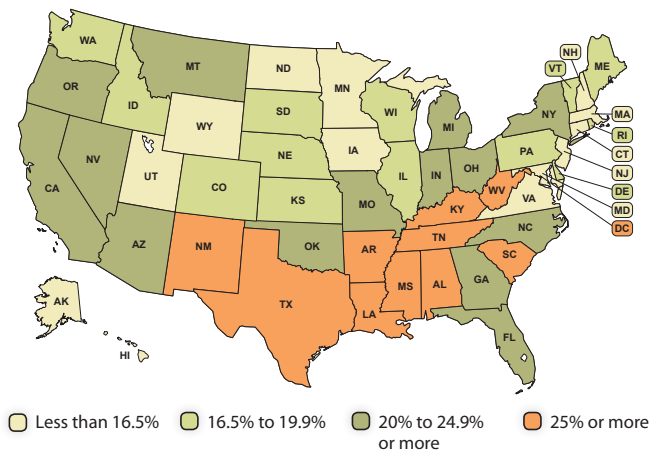 WA
MT
ND
MN
NH
VT
ME
OR
ID
SD
WI
MI
NY
MA
RI
CT
NJ
DE
MD
DC
WY
NE
IA
IL
IN
OH
PA
NV
UT
CO
KS
MO
KY
WV
VA
CA
AZ
NM
OK
AR
TN
NC
SC
TX
LA
MS
AL
GA
FL
AK
HI
Less than 16.5%
16.5% to 19.9%
20% to 24.9%
or more
25% or more